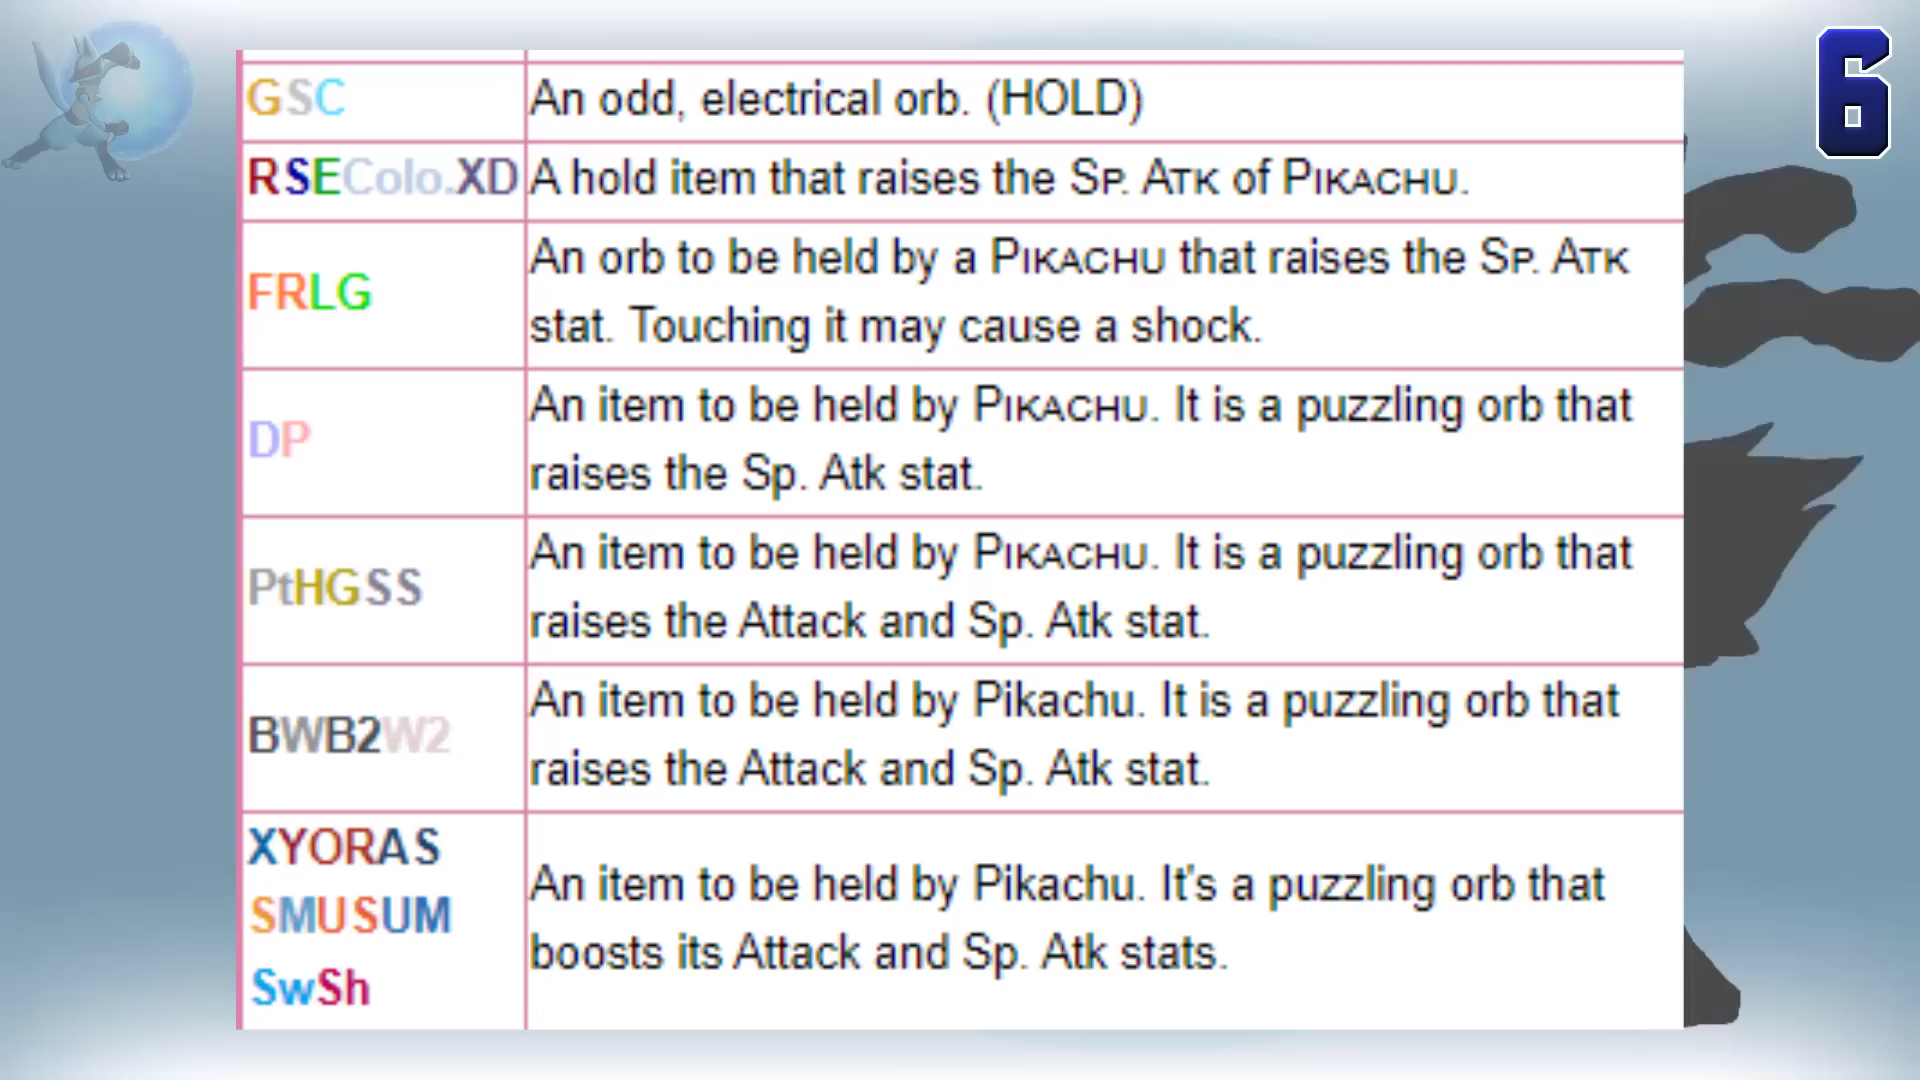 6
GSC
An odd, electrical orb. (HOLD)
RSEColo.XD
A hold item that raises the SP. ATK of PIKACHU.
FRLG
An orb to be held by a PIKACHU that raises the SP. ATK
stat. Touching it may cause a shock.
DP
An item to be held by PIKACHU. It is a puzzling orb that
raises the Sp. Atk stat.
PtHGSS
An item to be held by PIKACHU. It is a puzzling orb that
raises the Attack and Sp. Atk stat.
BWB2W2
An item to be held by Pikachu. It is a puzzling orb that
raises the Attack and Sp. Atk stat.
XYORAS
SMUSUM
SwSh
An item to be held by Pikachu. It's a puzzling orb that
boosts its Attack and Sp. Atk stats.